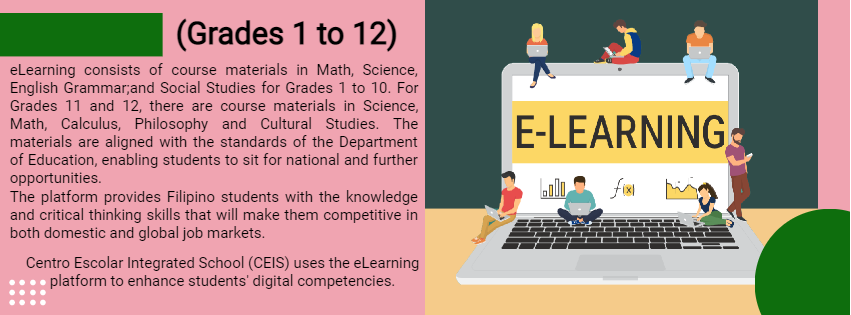 (Grades 1 to 12)
eLearning consists of course materials in Math, Science,
English Grammar;and Social Studies for Grades 1 to 10. For
Grades 11 and 12, there are course materials in Science,
Math, Calculus, Philosophy and Cultural Studies. The
materials are aligned with the standards of the Department
of Education, enabling students to sit for national and further
opportunities.
The platform provides Filipino students with the knowledge
and critical thinking skills that will make them competitive in
both domestic and global job markets.
Centro Escolar Integrated School (CEIS) uses the eLearning
platform to enhance students' digital competencies.
E-LEARNING
ƒ(x)